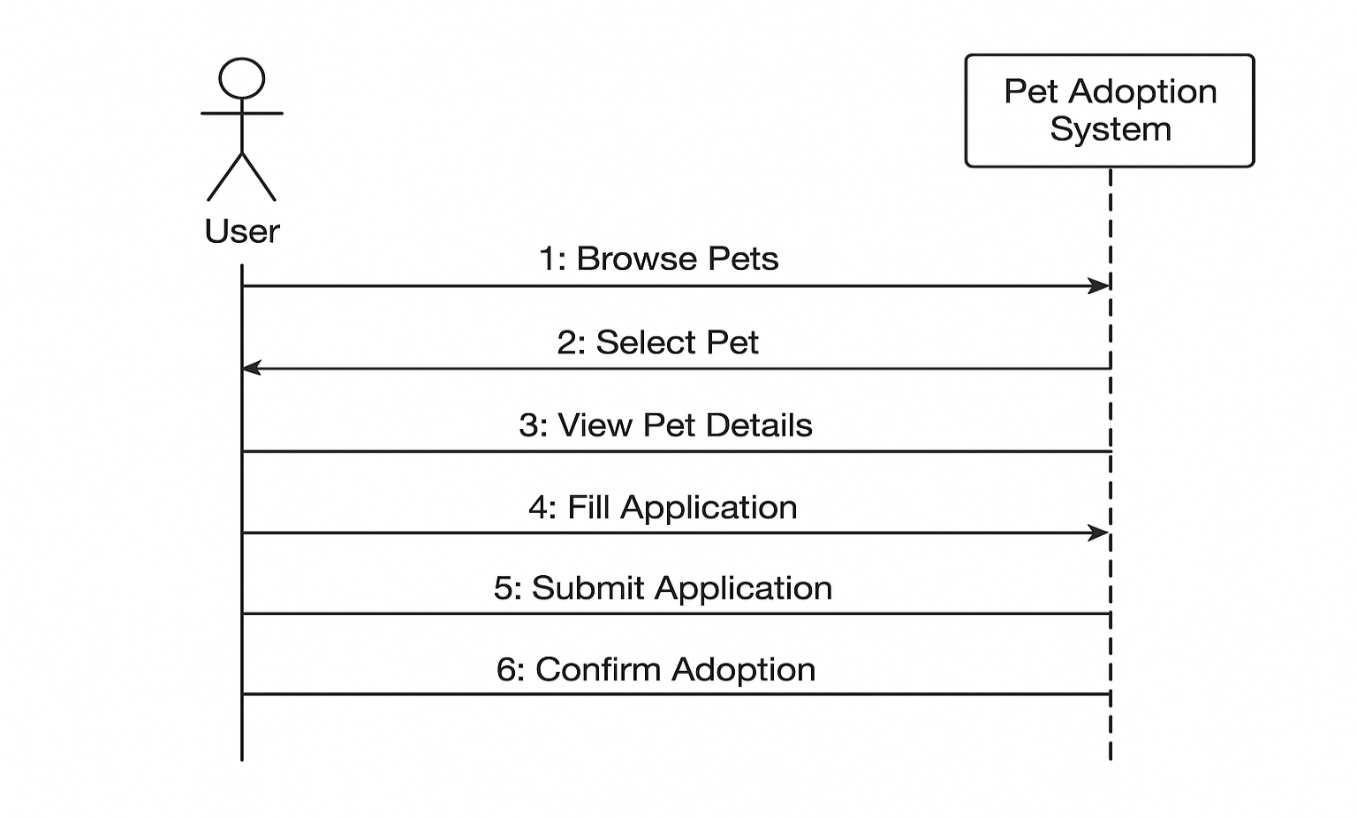 Pet Adoption
System
User
1: Browse Pets
2: Select Pet
3: View Pet Details
4: Fill Application
5: Submit Application
6: Confirm Adoption